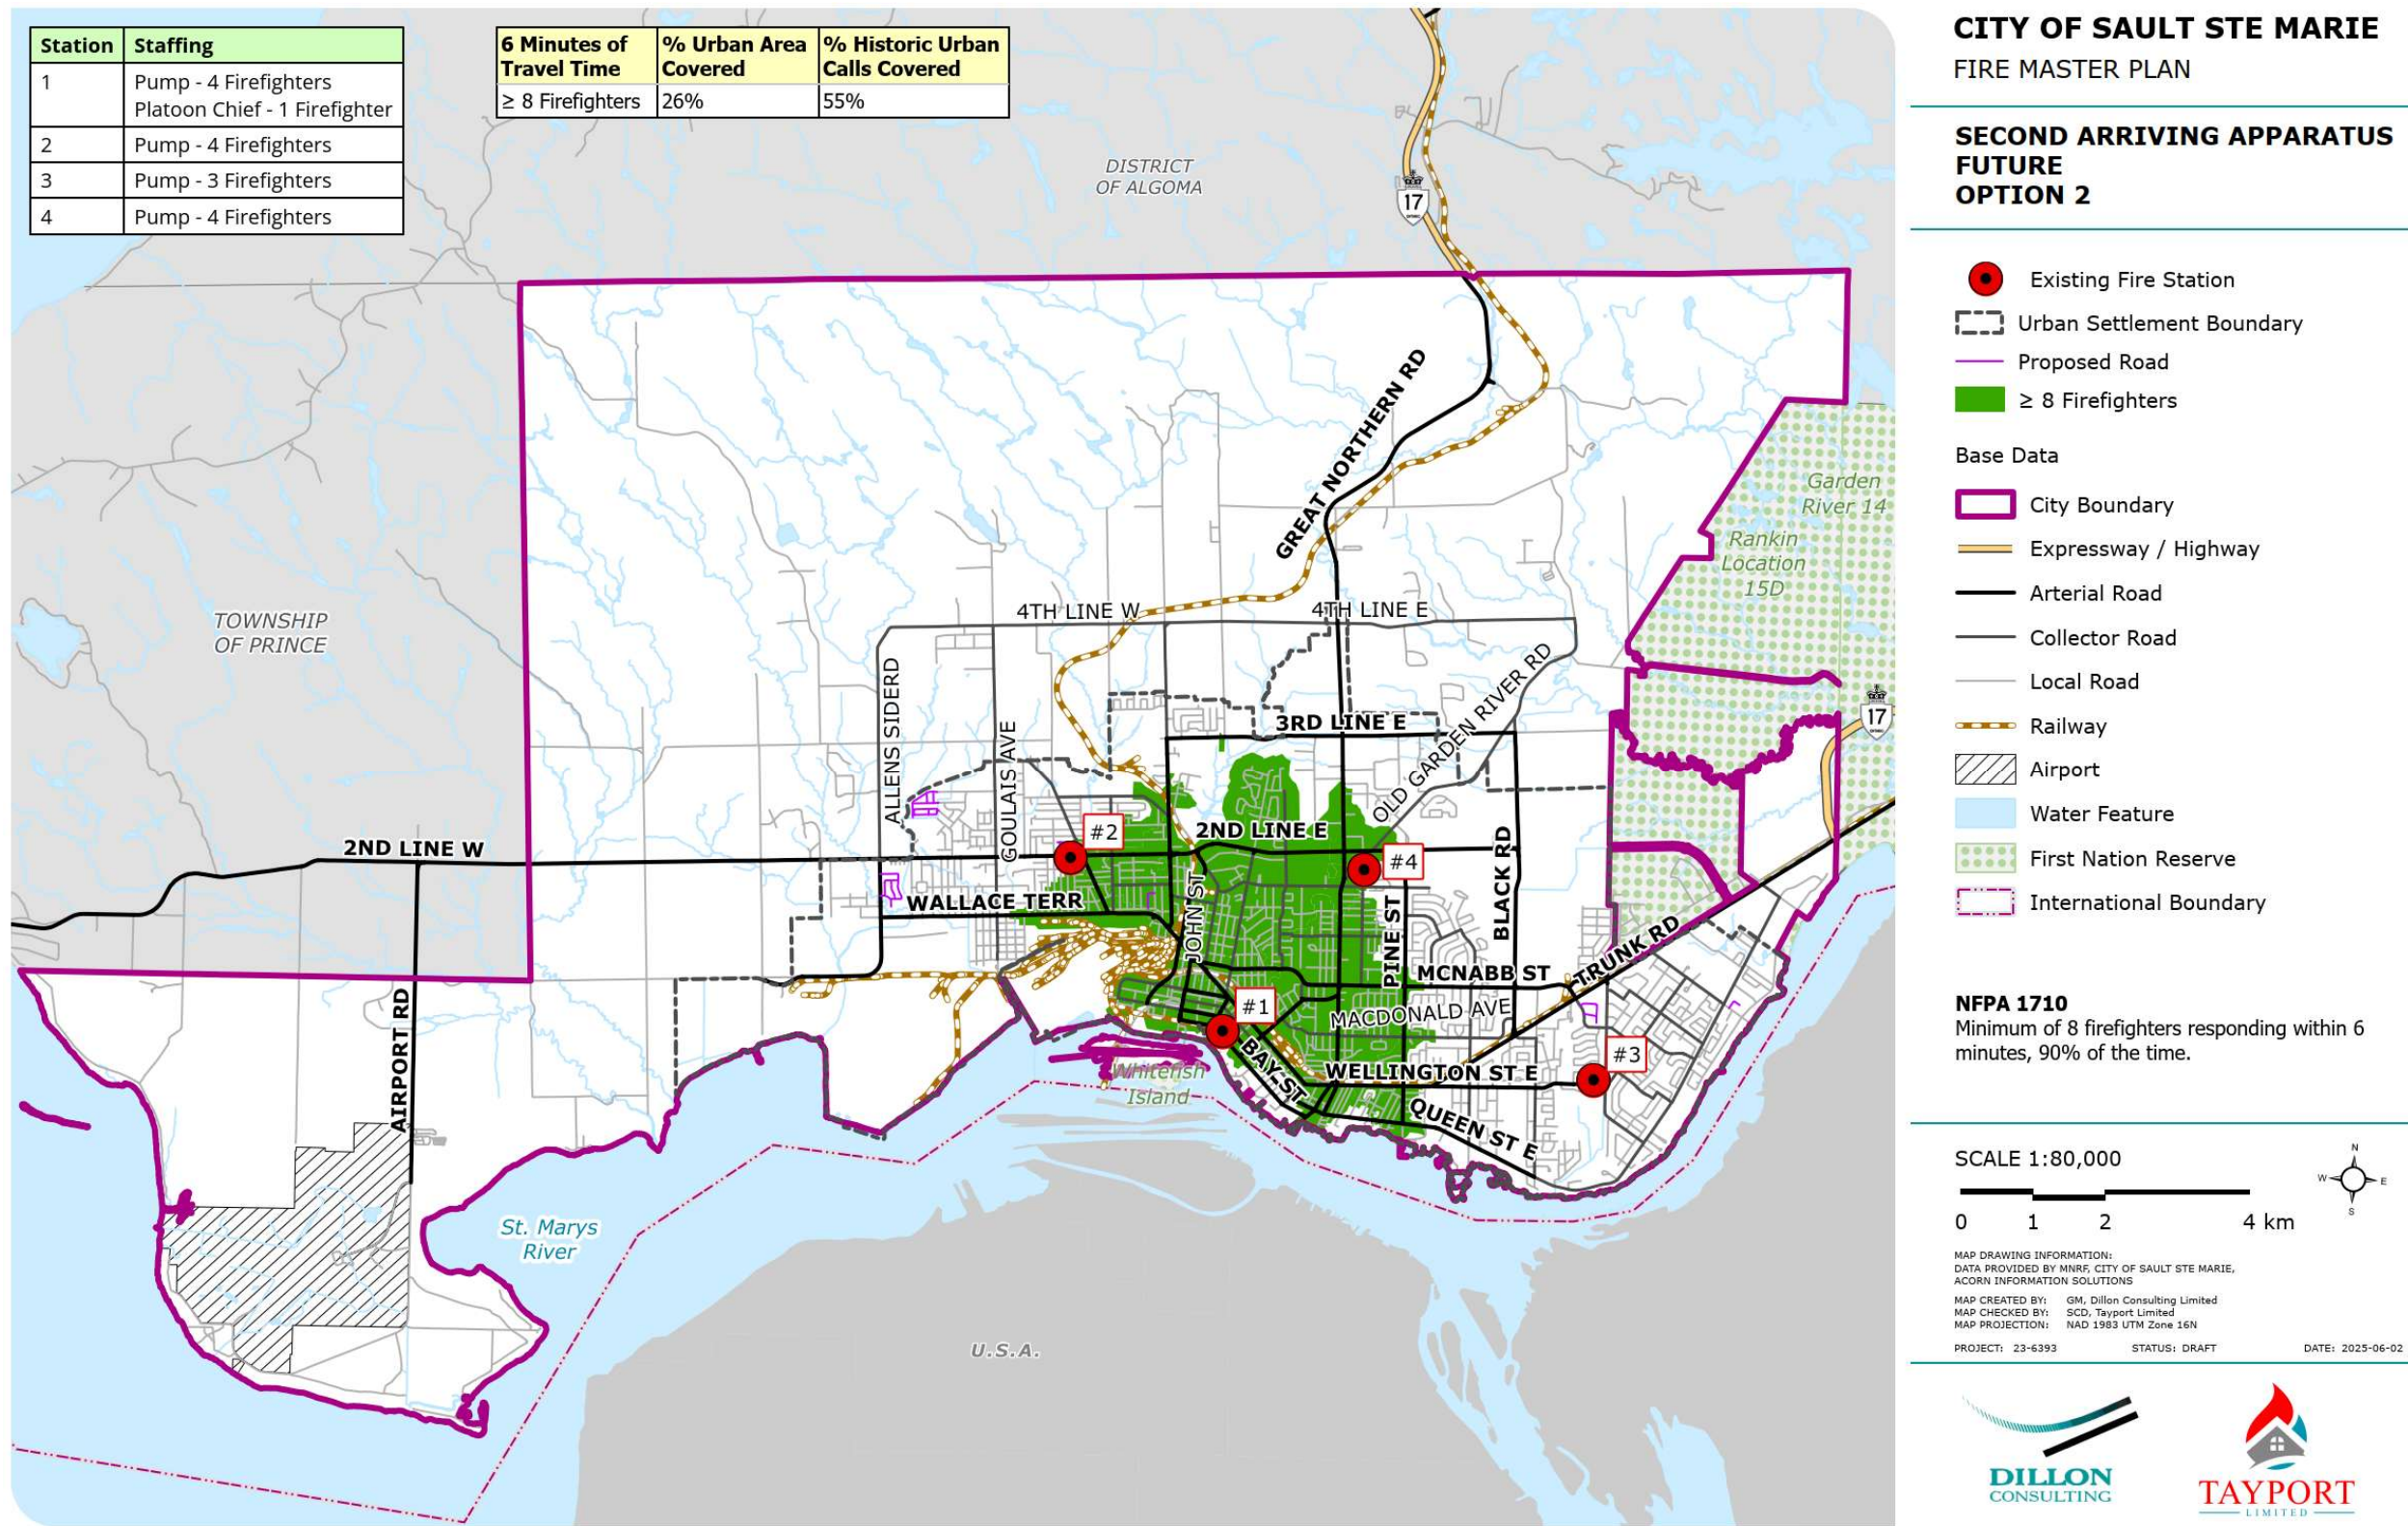 Station Staffing
1 Pump - 4 Firefighters
Platoon Chief - 1 Firefighter
2 Pump - 4 Firefighters
3 Pump - 3 Firefighters
4 Pump - 4 Firefighters
6 Minutes of Travel Time % Urban Area Covered % Historic Urban Calls Covered
≥ 8 Firefighters 26% 55%
DISTRICT
OF ALGOMA
17
GREAT NORTHERN RD
Garden
River 14
Rankin
Location
15D
TOWNSHIP
OF PRINCE
4TH LINE W
4TH LINE E
ALLENS SIDERD
GOULAIS AVE
3RD LINE E
OLD GARDEN RIVER RD
17
2ND LINE W
#2
2ND LINE E
#4
BLACK RD
WALLACE TERR
JOHN ST
PINE ST
TRUNK RD
MCNABB ST
AIRPORT RD
#1
MACDONALD AVE
#3
BAY ST
WELLINGTON ST E
Whitefish
Island
QUEEN ST E
St. Marys
River
U.S.A.
CITY OF SAULT STE MARIE
FIRE MASTER PLAN
SECOND ARRIVING APPARATUS
FUTURE
OPTION 2
Existing Fire Station
Urban Settlement Boundary
Proposed Road
≥ 8 Firefighters
Base Data
City Boundary
Expressway / Highway
Arterial Road
Collector Road
Local Road
Railway
Airport
Water Feature
First Nation Reserve
International Boundary
NFPA 1710
Minimum of 8 firefighters responding within 6
minutes, 90% of the time.
SCALE 1:80,000
N
W E
S
0 1 2 4 km
MAP DRAWING INFORMATION:
DATA PROVIDED BY MNRF, CITY OF SAULT STE MARIE,
ACORN INFORMATION SOLUTIONS
MAP CREATED BY: GM, Dillon Consulting Limited
MAP CHECKED BY: SCD, Tayport Limited
MAP PROJECTION: NAD 1983 UTM Zone 16N
PROJECT: 23-6393 STATUS: DRAFT DATE: 2025-06-02
DILLON
CONSULTING
TAYPORT
LIMITED